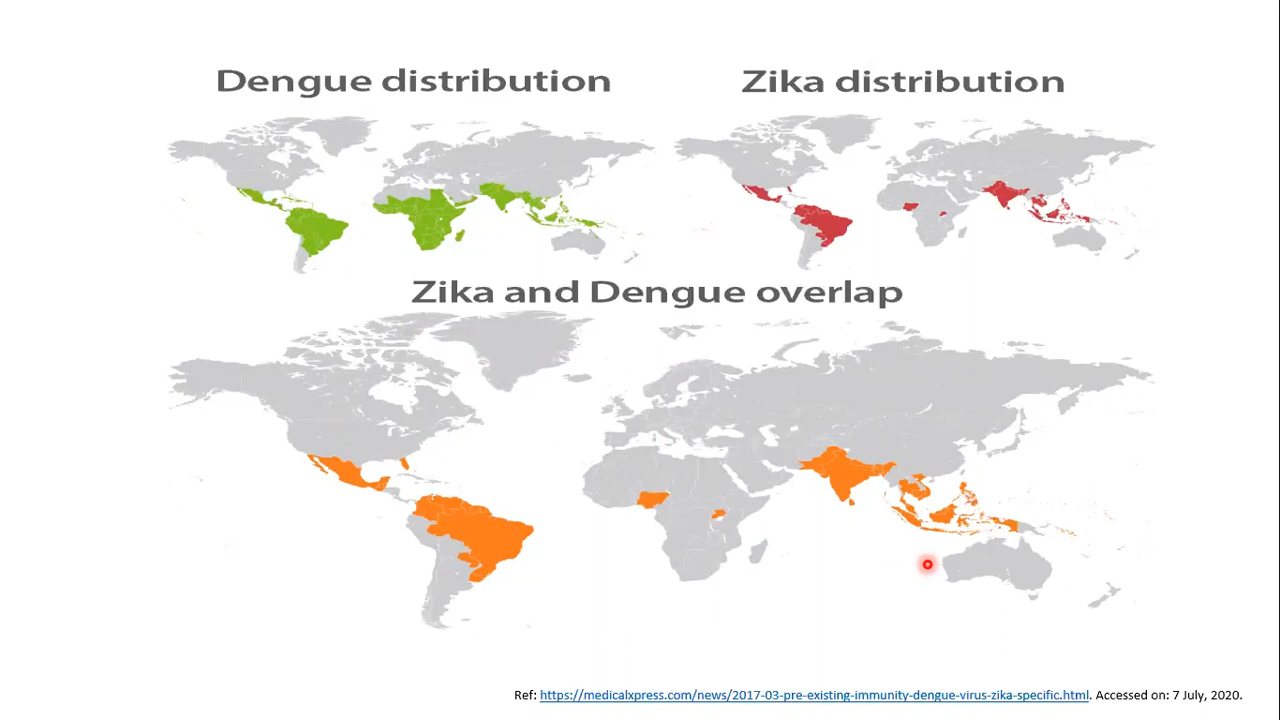 Dengue distribution
Zika distribution
Zika and Dengue overlap
Ref: https://medicalxpress.com/news/2017-03-pre-existing-immunity-dengue-virus-zika-specific.html. Accessed on: 7 July, 2020.